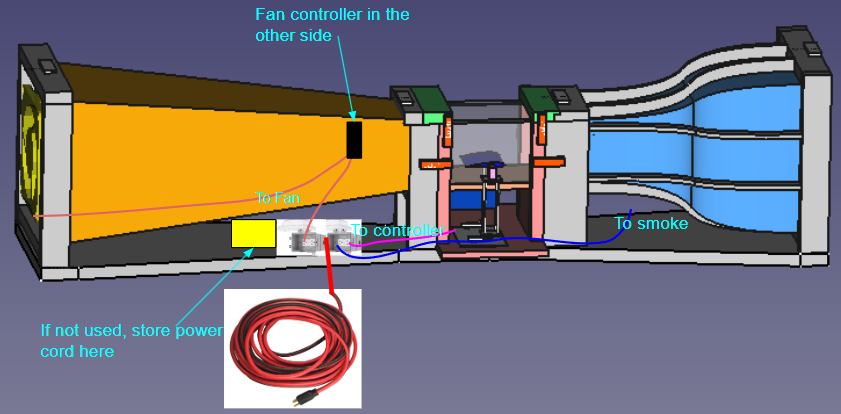 Fan controller in the
other side
To Fan
To controller
To smoke
If not used, store power
cord here